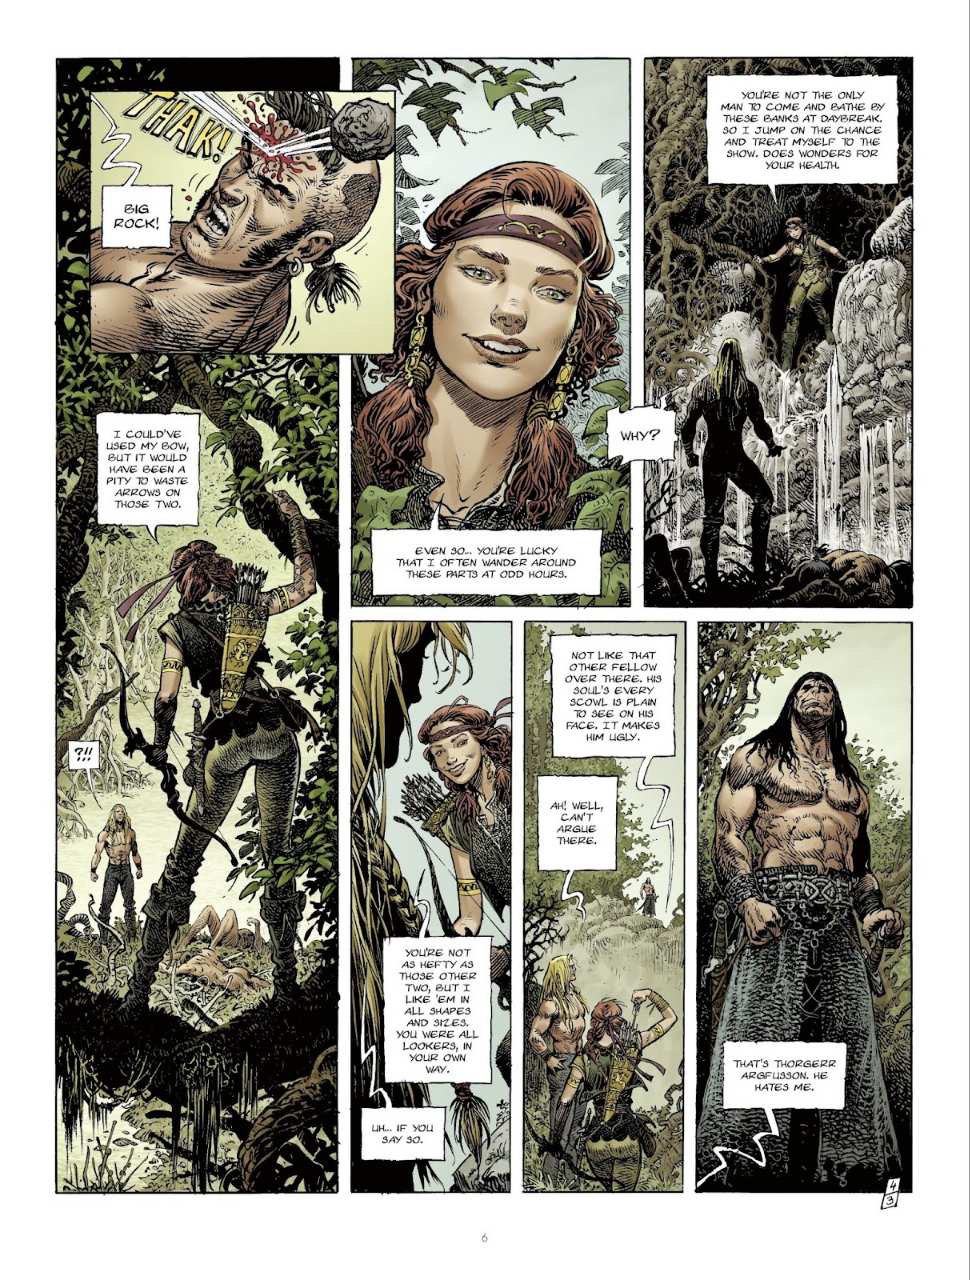 THAK!
BIG
ROCK!
I COULD'VE
USED MY BOW,
BUT IT WOULD
HAVE BEEN A
PITY TO WASTE
ARROWS ON
THOSE TWO.
?!!
EVEN SO... YOU'RE LUCKY
THAT I OFTEN WANDER AROUND
THESE PARTS AT ODD HOURS.
WHY?
YOU'RE NOT THE ONLY
MAN TO COME AND BATHE BY
THESE BANKS AT DAYBREAK.
SO I JUMP ON THE CHANCE
AND TREAT MYSELF TO THE
SHOW. DOES WONDERS FOR
YOUR HEALTH.
YOU'RE NOT
AS HEFTY AS
THOSE OTHER
TWO, BUT I
LIKE 'EM IN
ALL SHAPES
AND SIZES.
YOU WERE ALL
LOOKERS, IN
YOUR OWN
WAY.
UH... IF YOU
SAY SO.
NOT LIKE THAT
OTHER FELLOW
OVER THERE. HIS
SOUL'S EVERY
SCOWL IS PLAIN
TO SEE ON HIS
FACE. IT MAKES
HIM UGLY.
AH! WELL,
CAN'T
ARGUE
THERE.
THAT'S THORGERR
ARGFUSSON. HE
HATES ME.
4
3
6